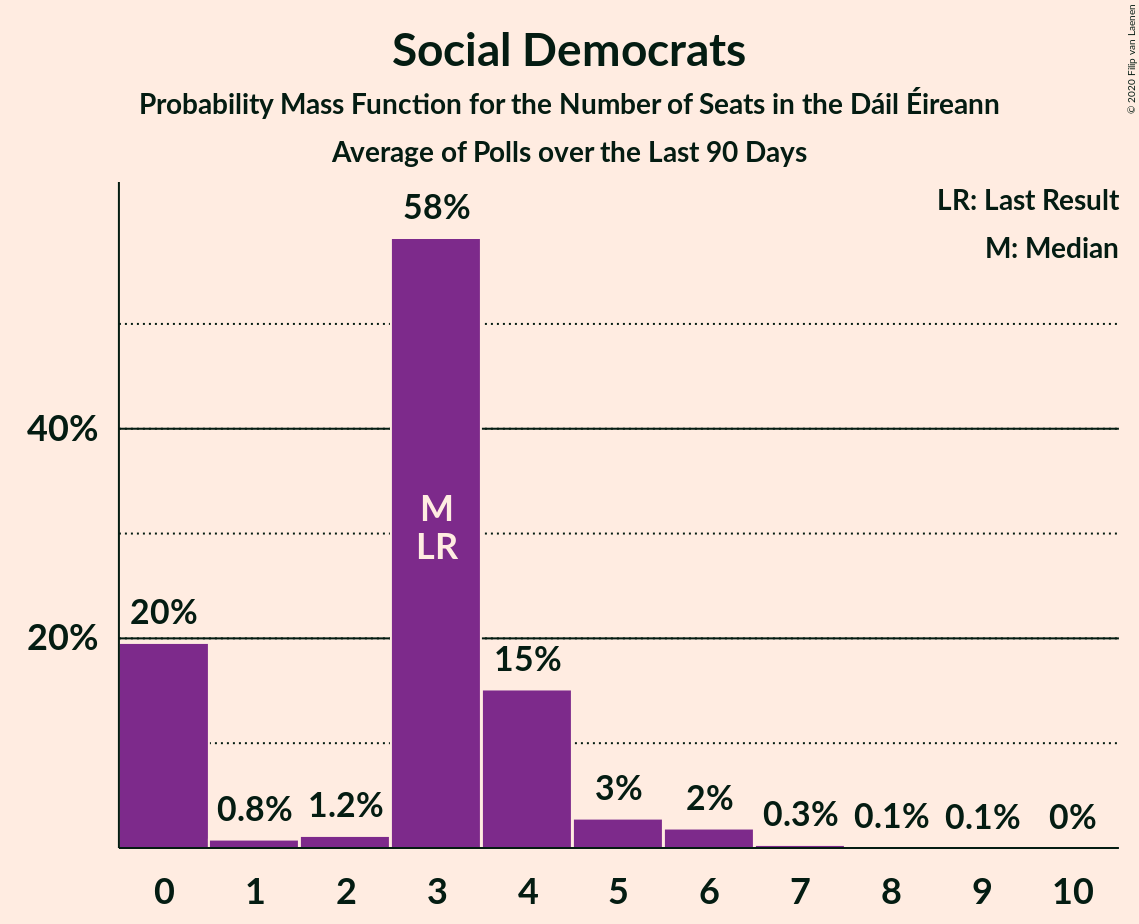 Social Democrats
Probability Mass Function for the Number of Seats in the Dáil Éireann
Average of Polls over the Last 90 Days
© 2020 Filip van Laenen
LR: Last Result
M: Median
58%
40%
M
LR
20%
20%
15%
0.8%
1.2%
3%
2%
0.3%
0.1%
0.1%
0%
0 1 2 3 4 5 6 7 8 9 10